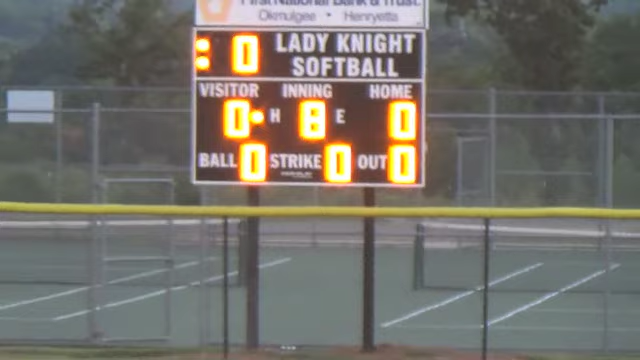 First National Bank & Trust.
Okmulgee • Henryetta
0 LADY KNIGHT
SOFTBALL
VISITOR INNING HOME
0 H 8 E 0
BALL 0 STRIKE 0 OUT 0